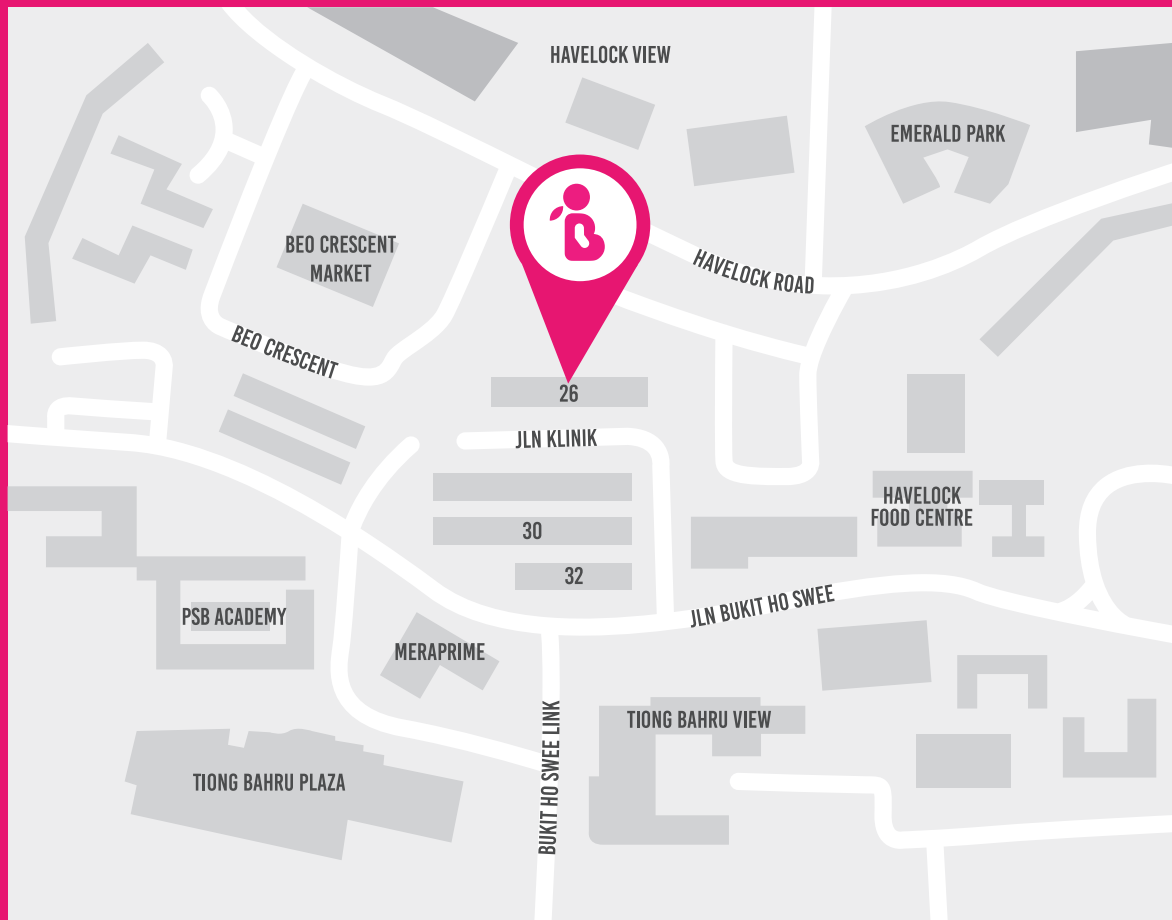 HAVELOCK VIEW
EMERALD PARK
BEO CRESCENT
MARKET
HAVELOCK ROAD
BEO CRESCENT
26
JLN KLINIK
HAVELOCK
FOOD CENTRE
30
32
JLN BUKIT HO SWEE
PSB ACADEMY
MERAPRIME
TIONG BAHRU VIEW
BUKIT HO SWEE LINK
TIONG BAHRU PLAZA